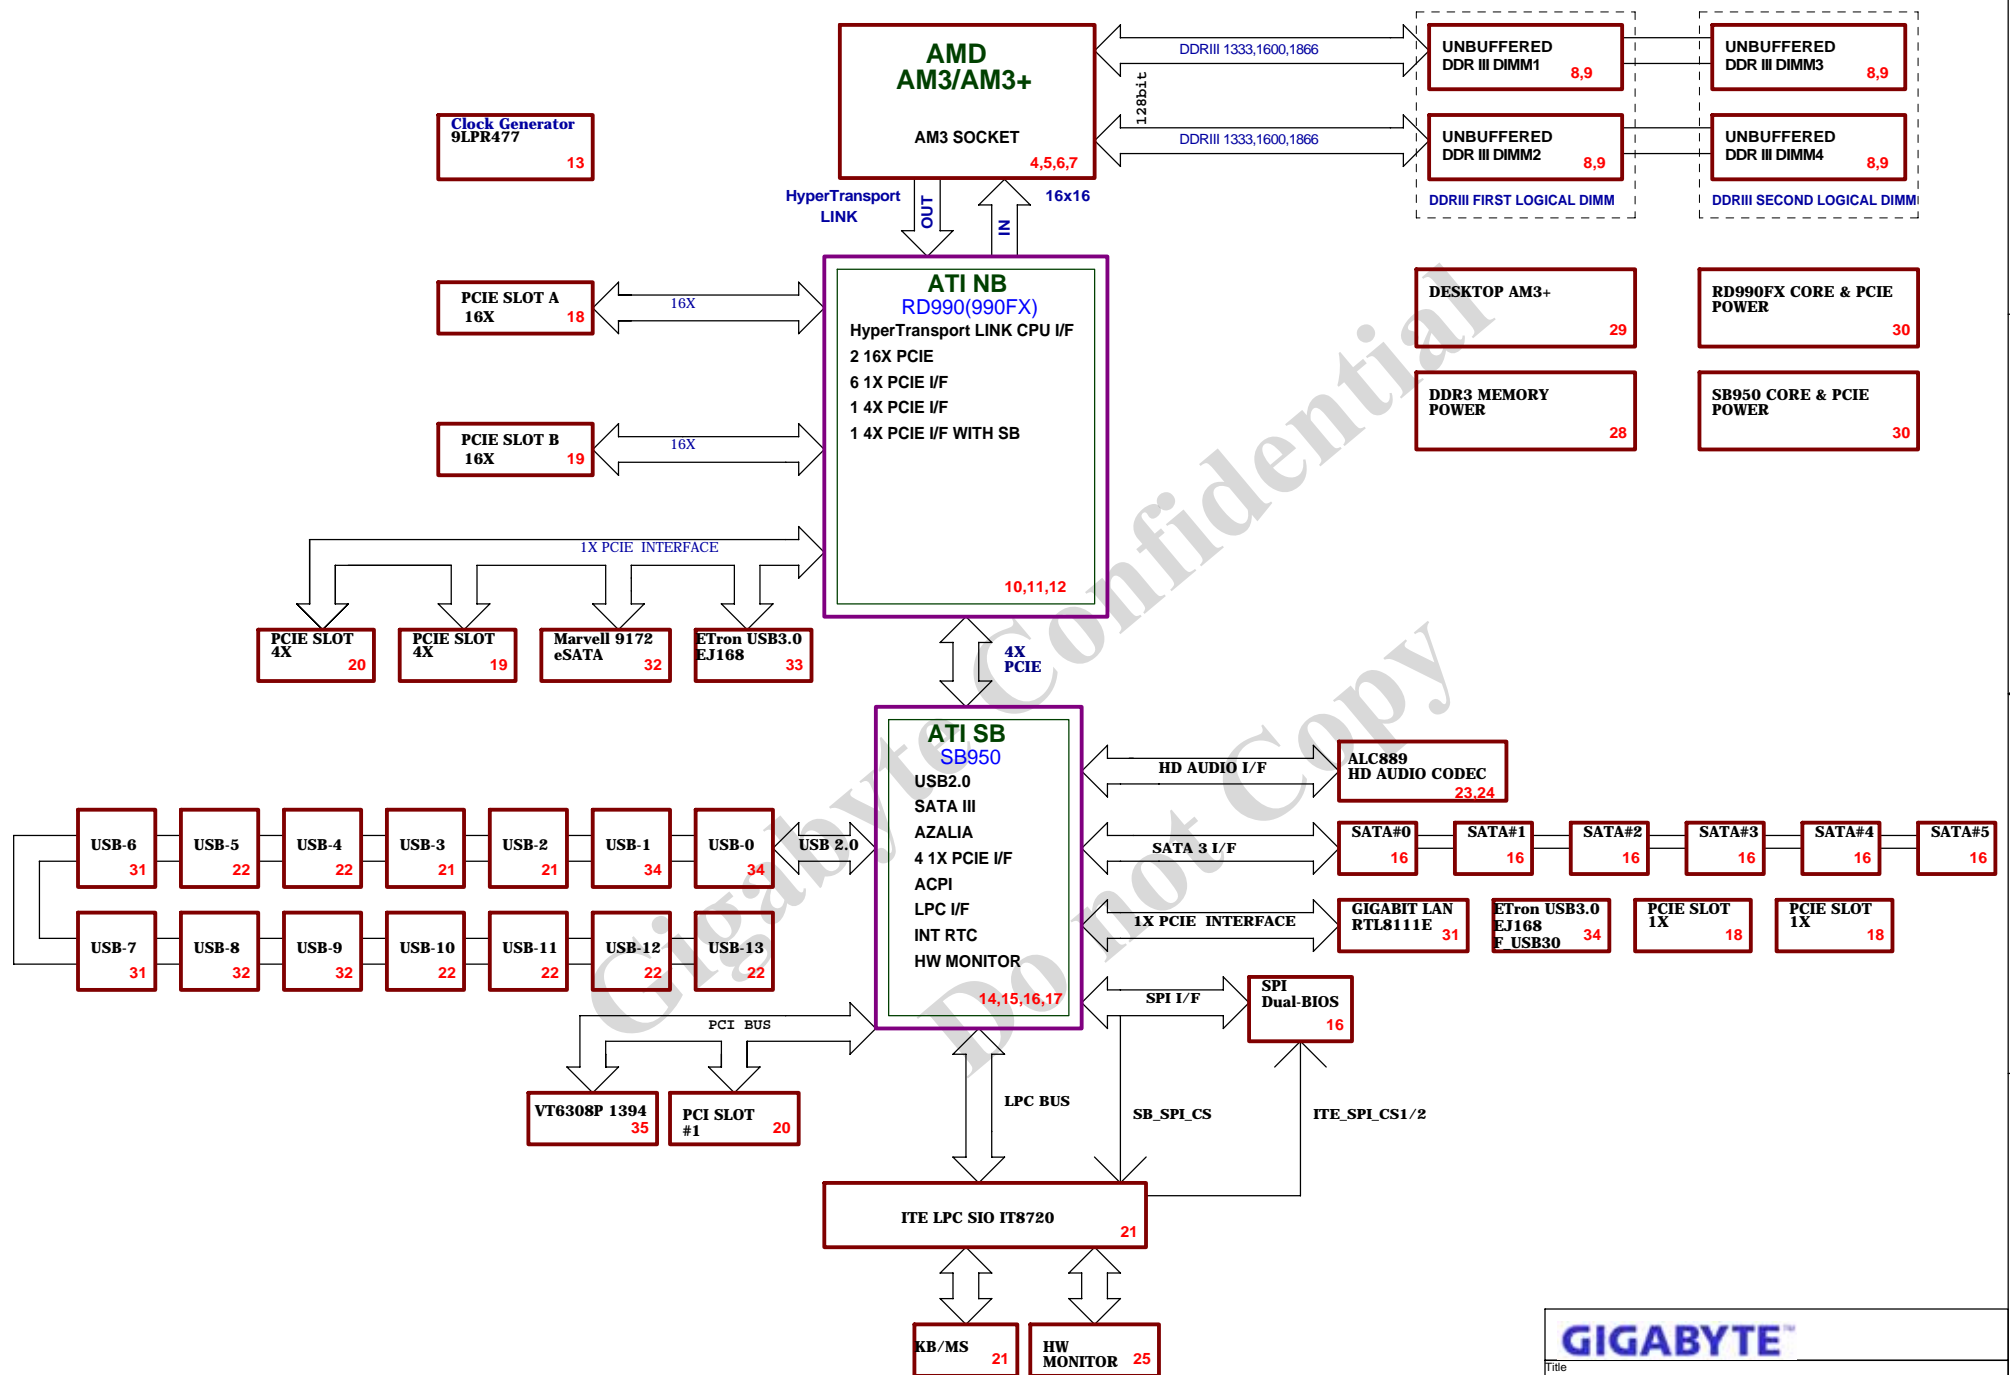 AMD
AM3/AM3+
AM3 SOCKET
4,5,6,7
DDRIII 1333,1600,1866
128bit
DDRIII 1333,1600,1866
UNBUFFERED
DDR III DIMM1
8,9
UNBUFFERED
DDR III DIMM3
8,9
UNBUFFERED
DDR III DIMM2
8,9
UNBUFFERED
DDR III DIMM4
8,9
DDRIII FIRST LOGICAL DIMM
DDRIII SECOND LOGICAL DIMM
Clock Generator
9LPR477
13
HyperTransport
LINK
OUT
IN
16x16
ATI NB
RD990(990FX)
HyperTransport LINK CPU I/F
2 16X PCIE
6 1X PCIE I/F
1 4X PCIE I/F
1 4X PCIE I/F WITH SB
10,11,12
PCIE SLOT A
16X
18
16X
PCIE SLOT B
16X
19
16X
DESKTOP AM3+
29
RD990FX CORE & PCIE
POWER
30
DDR3 MEMORY
POWER
28
SB950 CORE & PCIE
POWER
30
1X PCIE INTERFACE
PCIE SLOT
4X
20
PCIE SLOT
4X
19
Marvell 9172
eSATA
32
ETron USB3.0
EJ168
33
4X
PCIE
ATI SB
SB950
USB2.0
SATA III
AZALIA
4 1X PCIE I/F
ACPI
LPC I/F
INT RTC
HW MONITOR
14,15,16,17
HD AUDIO I/F
ALC889
HD AUDIO CODEC
23,24
USB-6
31
USB-5
22
USB-4
22
USB-3
21
USB-2
21
USB-1
34
USB-0
34
USB 2.0
SATA 3 I/F
SATA#0
16
SATA#1
16
SATA#2
16
SATA#3
16
SATA#4
16
SATA#5
16
USB-7
31
USB-8
32
USB-9
32
USB-10
22
USB-11
22
USB-12
22
USB-13
22
1X PCIE INTERFACE
GIGABIT LAN
RTL8111E
31
ETron USB3.0
EJ168
F_USB30
34
PCIE SLOT
1X
18
PCIE SLOT
1X
18
SPI I/F
SPI
Dual-BIOS
16
PCI BUS
VT6308P 1394
35
PCI SLOT
#1
20
LPC BUS
SB_SPI_CS
ITE_SPI_CS1/2
ITE LPC SIO IT8720
21
KB/MS
21
HW
MONITOR
25
Gigabyte Confidential
Do not Copy
GIGABYTE™
Title